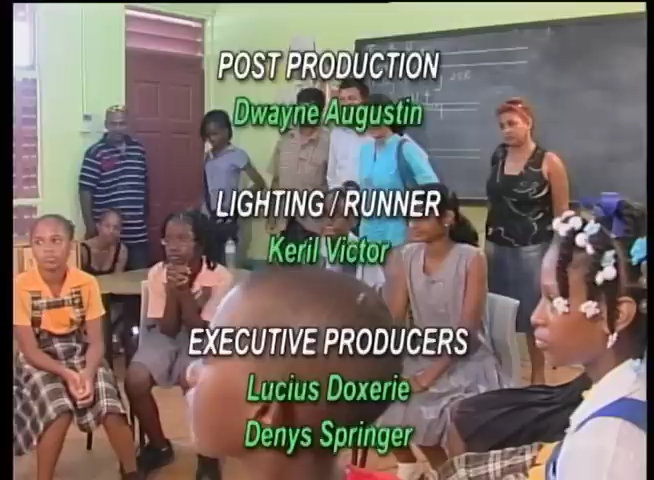 POST PRODUCTION
Dwayne Augustin
LIGHTING / RUNNER
Keril Victor
EXECUTIVE PRODUCERS
Lucius Doxerie
Denys Springer